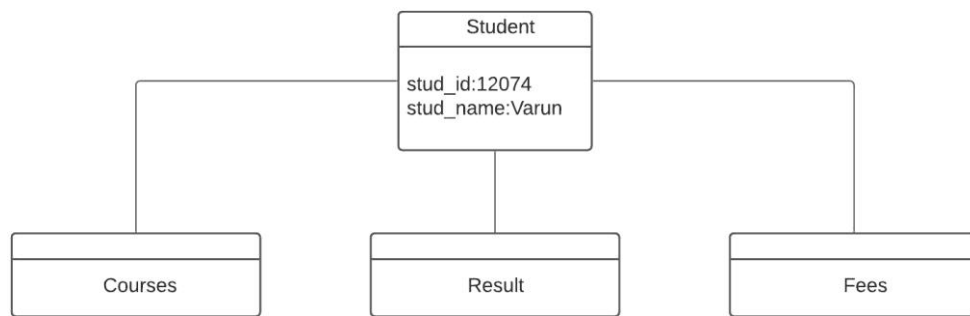 Student
stud_id:12074
stud_name:Varun
Courses
Result
Fees